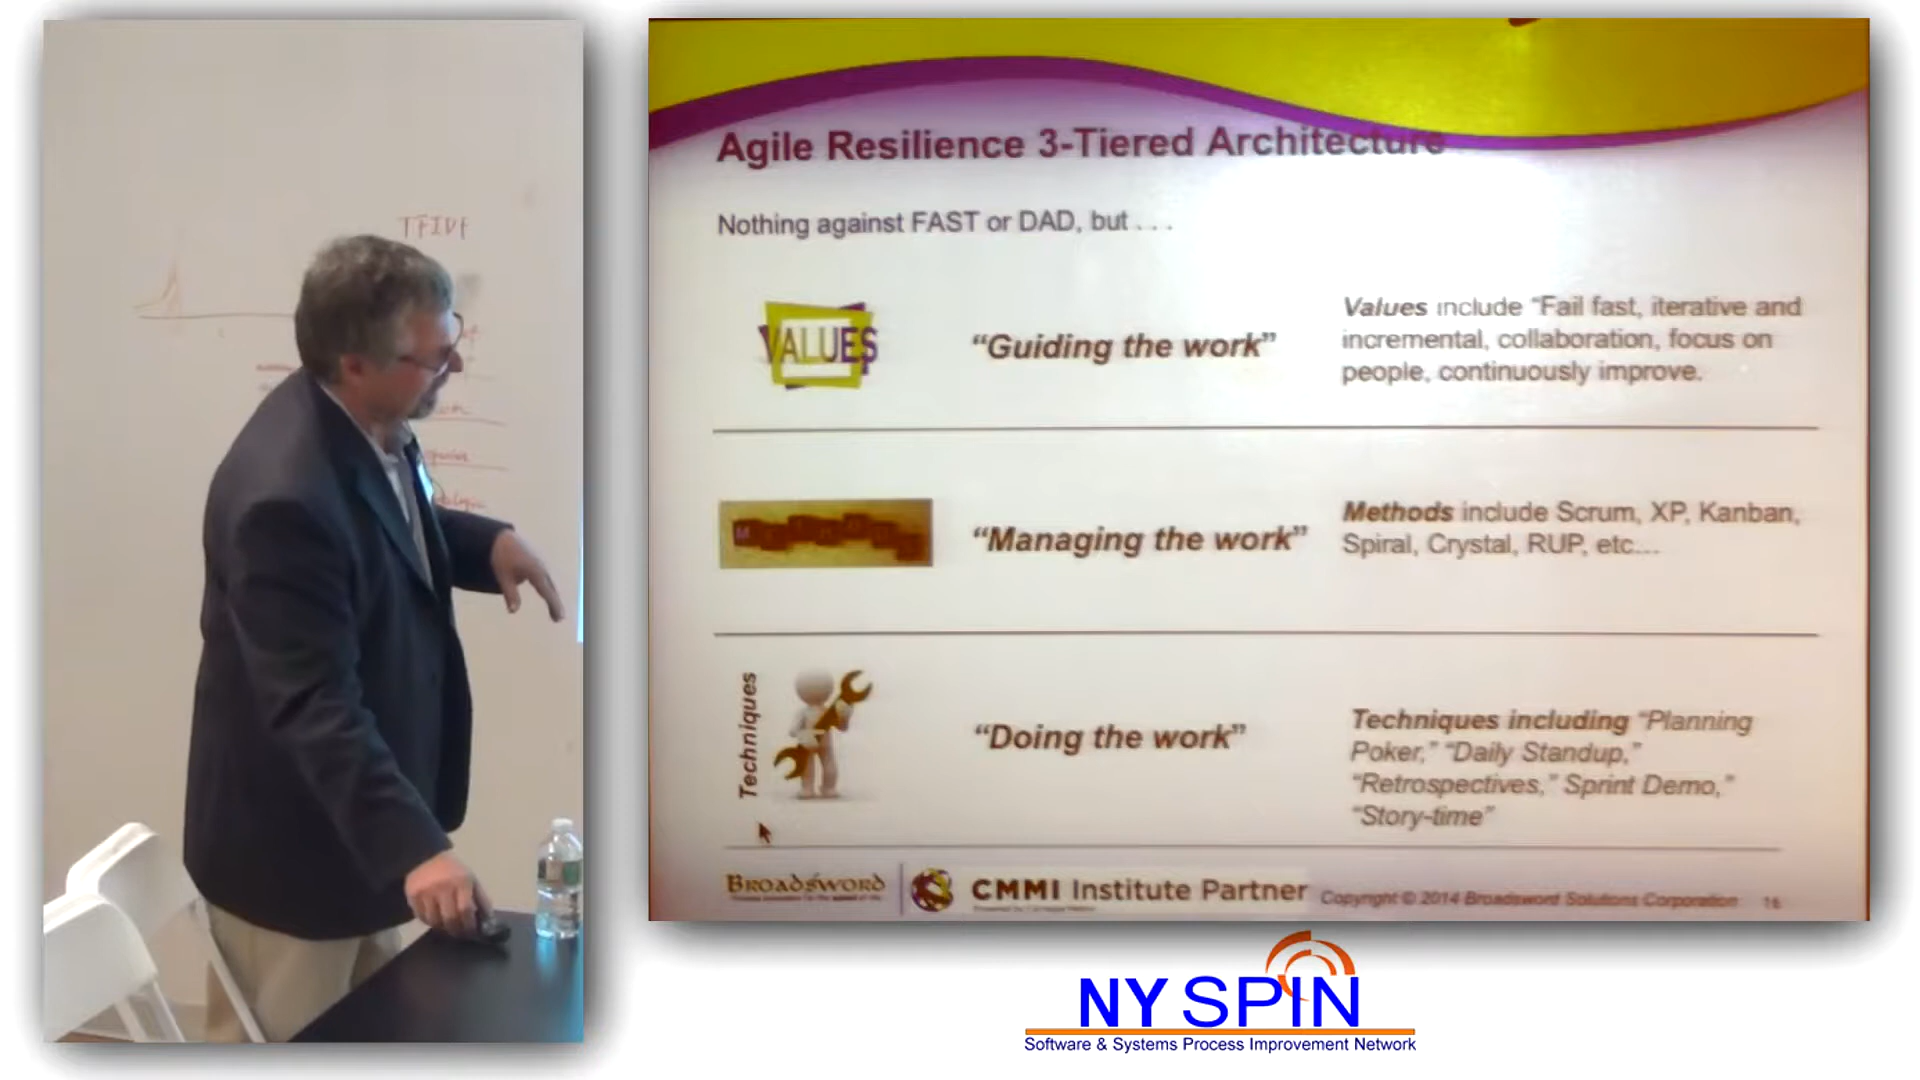 TFIDF
Agile Resilience 3-Tiered Architecture
Nothing against FAST or DAD, but . . .
VALUES
“Guiding the work”
Values include “Fail fast, iterative and
incremental, collaboration, focus on
people, continuously improve.
“Managing the work”
Methods include Scrum, XP, Kanban,
Spiral, Crystal, RUP, etc...
Techniques
“Doing the work”
Techniques including “Planning
Poker,” “Daily Standup,”
“Retrospectives,” Sprint Demo,”
“Story-time”
BROADSWORD
CMMI Institute Partner
Copyright © 2014 Broadsword Solutions Corporation 16
NY SPIN
Software & Systems Process Improvement Network